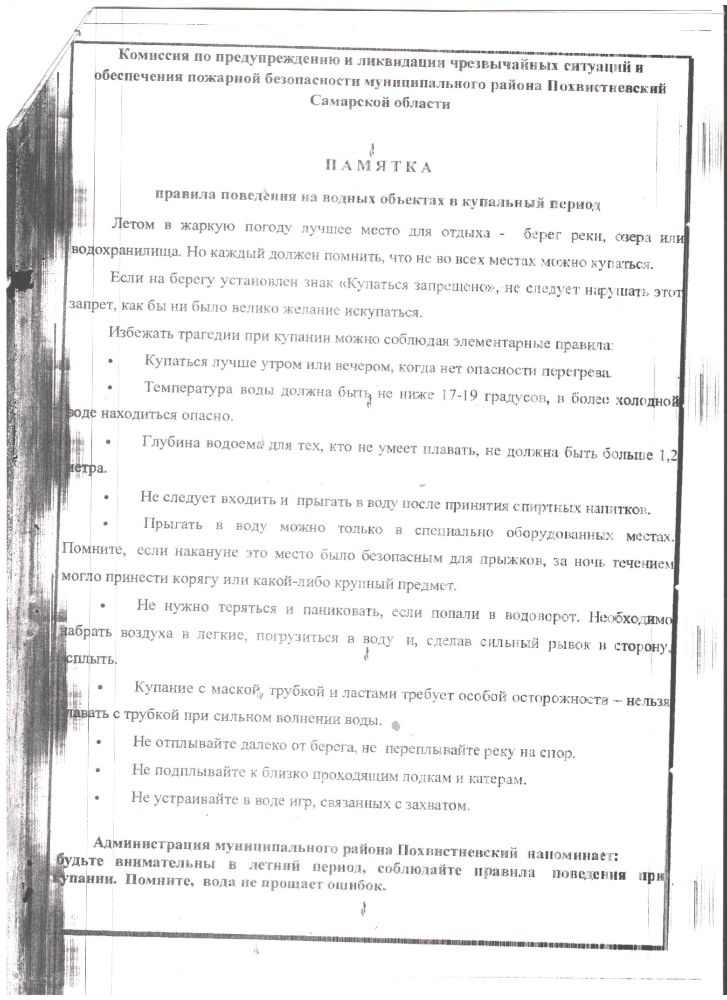 Комиссия по предупреждению и ликвидации чрезвычайных ситуаций и
обеспечения пожарной безопасности муниципального района Похвистневский
Самарской области
П А М Я Т К А
правила поведения на водных объектах в купальный период
Летом в жаркую погоду лучшее место для отдыха - берег реки, озера или
водохранилища. Но каждый должен помнить, что не во всех местах можно купаться.
Если на берегу установлен знак «Купаться запрещено», не следует нарушать этот
запрет, как бы ни было велико желание искупаться.
Избежать трагедии при купании можно соблюдая элементарные правила:
• Купаться лучше утром или вечером, когда нет опасности перегрева.
• Температура воды должна быть не ниже 17-19 градусов, в более холодной
воде находиться опасно.
• Глубина водоема для тех, кто не умеет плавать, не должна быть больше 1,2
метра.
• Не следует входить и прыгать в воду после принятия спиртных напитков.
• Прыгать в воду можно только в специально оборудованных местах.
Помните, если накануне это место было безопасным для прыжков, за ночь течением
могло принести корягу или какой-либо крупный предмет.
• Не нужно теряться и паниковать, если попали в водоворот. Необходимо
набрать воздуха в легкие, погрузиться в воду и, сделав сильный рывок в сторону,
всплыть.
• Купание с маской, трубкой и ластами требует особой осторожности – нельзя
плавать с трубкой при сильном волнении воды.
• Не отплывайте далеко от берега, не переплывайте реку на спор.
• Не подплывайте к близко проходящим лодкам и катерам.
• Не устраивайте в воде игр, связанных с захватом.
Администрация муниципального района Похвистневский напоминает:
будьте внимательны в летний период, соблюдайте правила поведения при
купании. Помните, вода не прощает ошибок.